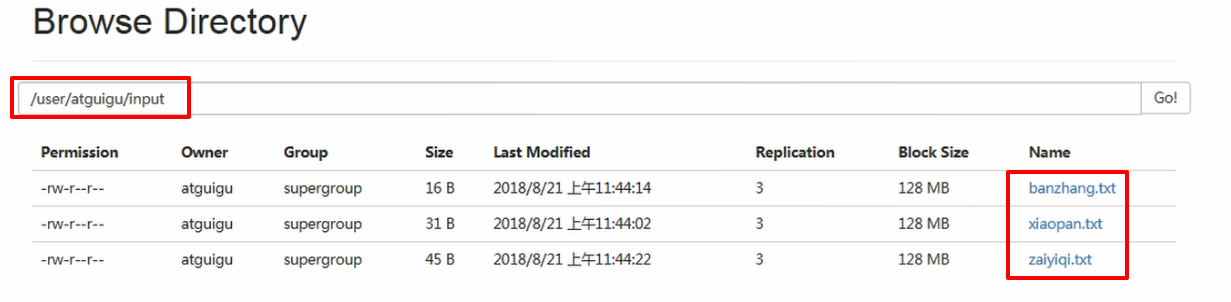 Browse Directory
/user/atguigu/input Go!
Permission Owner Group Size Last Modified Replication Block Size Name
-rw-r--r-- atguigu supergroup 16 B 2018/8/21 上午11:44:14 3 128 MB banzhang.txt
-rw-r--r-- atguigu supergroup 31 B 2018/8/21 上午11:44:02 3 128 MB xiaopan.txt
-rw-r--r-- atguigu supergroup 45 B 2018/8/21 上午11:44:22 3 128 MB zaiyiqi.txt